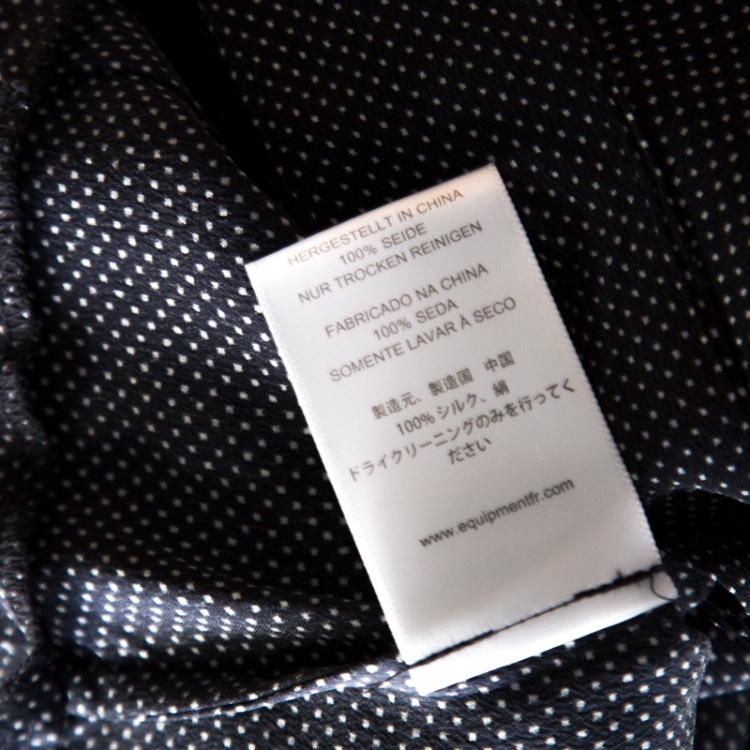 HERGESTELLT IN CHINA
100% SEIDE
NUR TROCKEN REINIGEN
FABRICADO NA CHINA
100% SEDA
SOMENTE LAVAR À SECO
製造元、製造国 中国
100% シルク、絹
ドライクリーニングのみを行ってく
ださい
www.equipmentfr.com